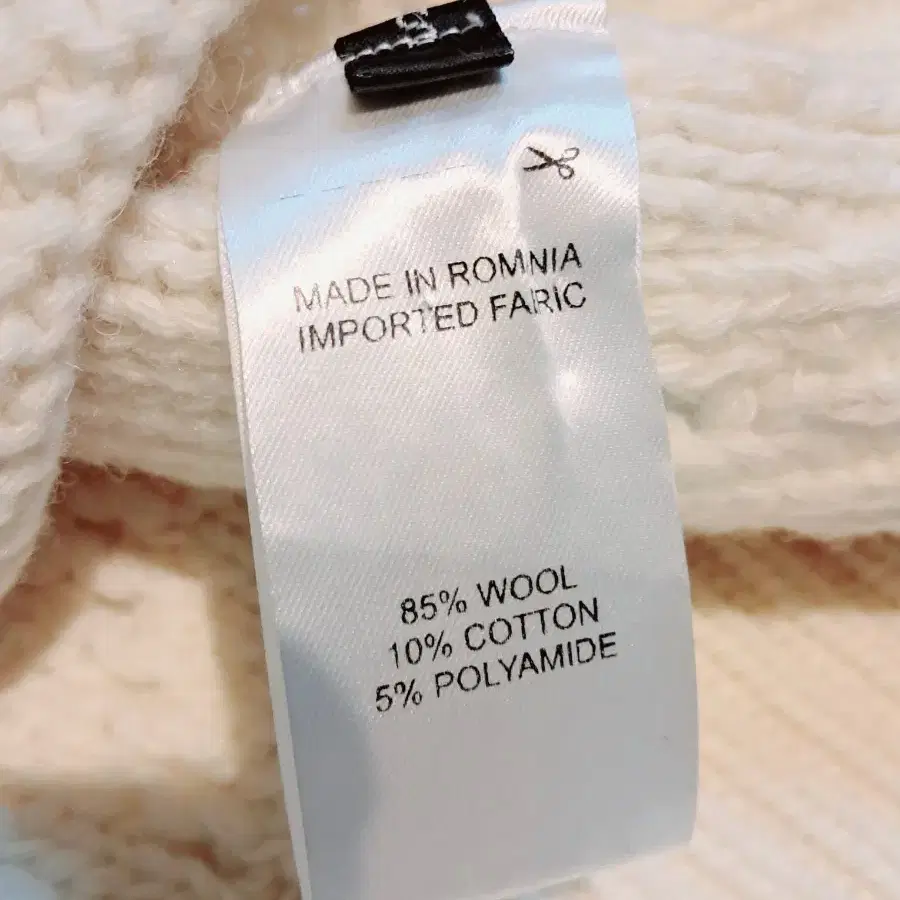 MADE IN ROMNIA
IMPORTED FARIC
85% WOOL
10% COTTON
5% POLYAMIDE